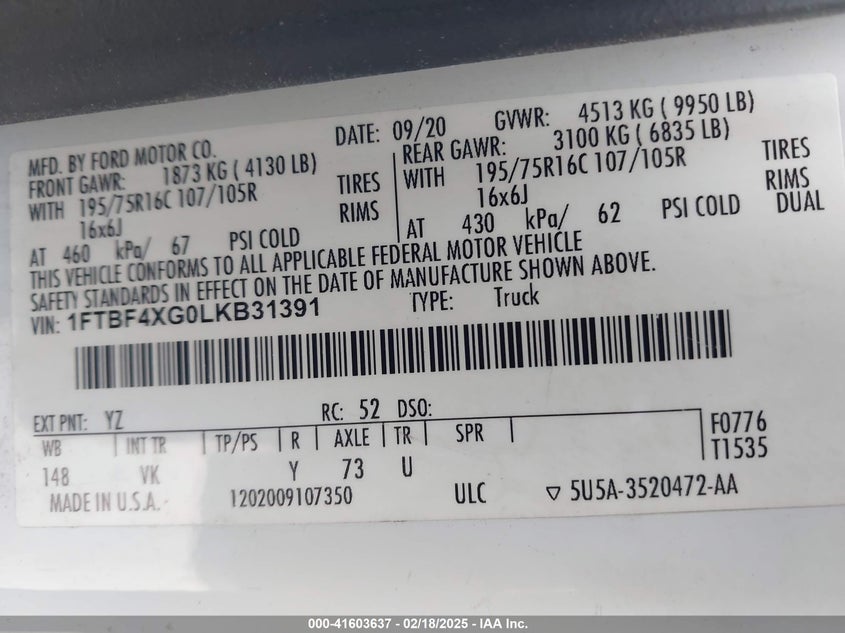 MFD. BY FORD MOTOR CO.
DATE: 09/20
GVWR: 4513 KG ( 9950 LB)
FRONT GAWR: 1873 KG ( 4130 LB)
WITH 195/75R16C 107/105R TIRES
16x6J RIMS
AT 460 kPa/ 67 PSI COLD
REAR GAWR: 3100 KG ( 6835 LB)
WITH 195/75R16C 107/105R TIRES
16x6J RIMS
AT 430 kPa/ 62 PSI COLD DUAL
THIS VEHICLE CONFORMS TO ALL APPLICABLE FEDERAL MOTOR VEHICLE
SAFETY STANDARDS IN EFFECT ON THE DATE OF MANUFACTURE SHOWN ABOVE.
VIN: 1FTBF4XG0LKB31391 TYPE: Truck
EXT PNT: YZ RC: 52 DSO:
WB INT TR TP/PS R AXLE TR SPR
148 VK Y 73 U
F0776
T1535
MADE IN U.S.A. 1202009107350 ULC ▽ 5U5A-3520472-AA
000-41603637 - 02/18/2025 - IAA Inc.